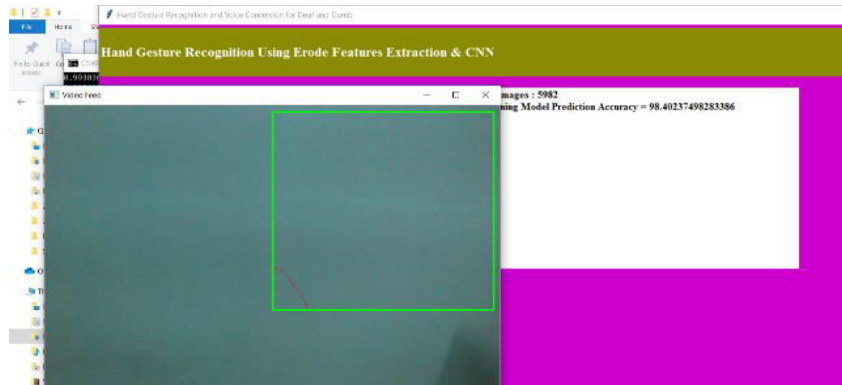 Hand Gesture Recognition and Voice Conversion for Deaf and Dumb
File
Home
Hand Gesture Recognition Using Erode Features Extraction & CNN
Video Feed
mages : 5982
ning Model Prediction Accuracy = 98.40237498283386